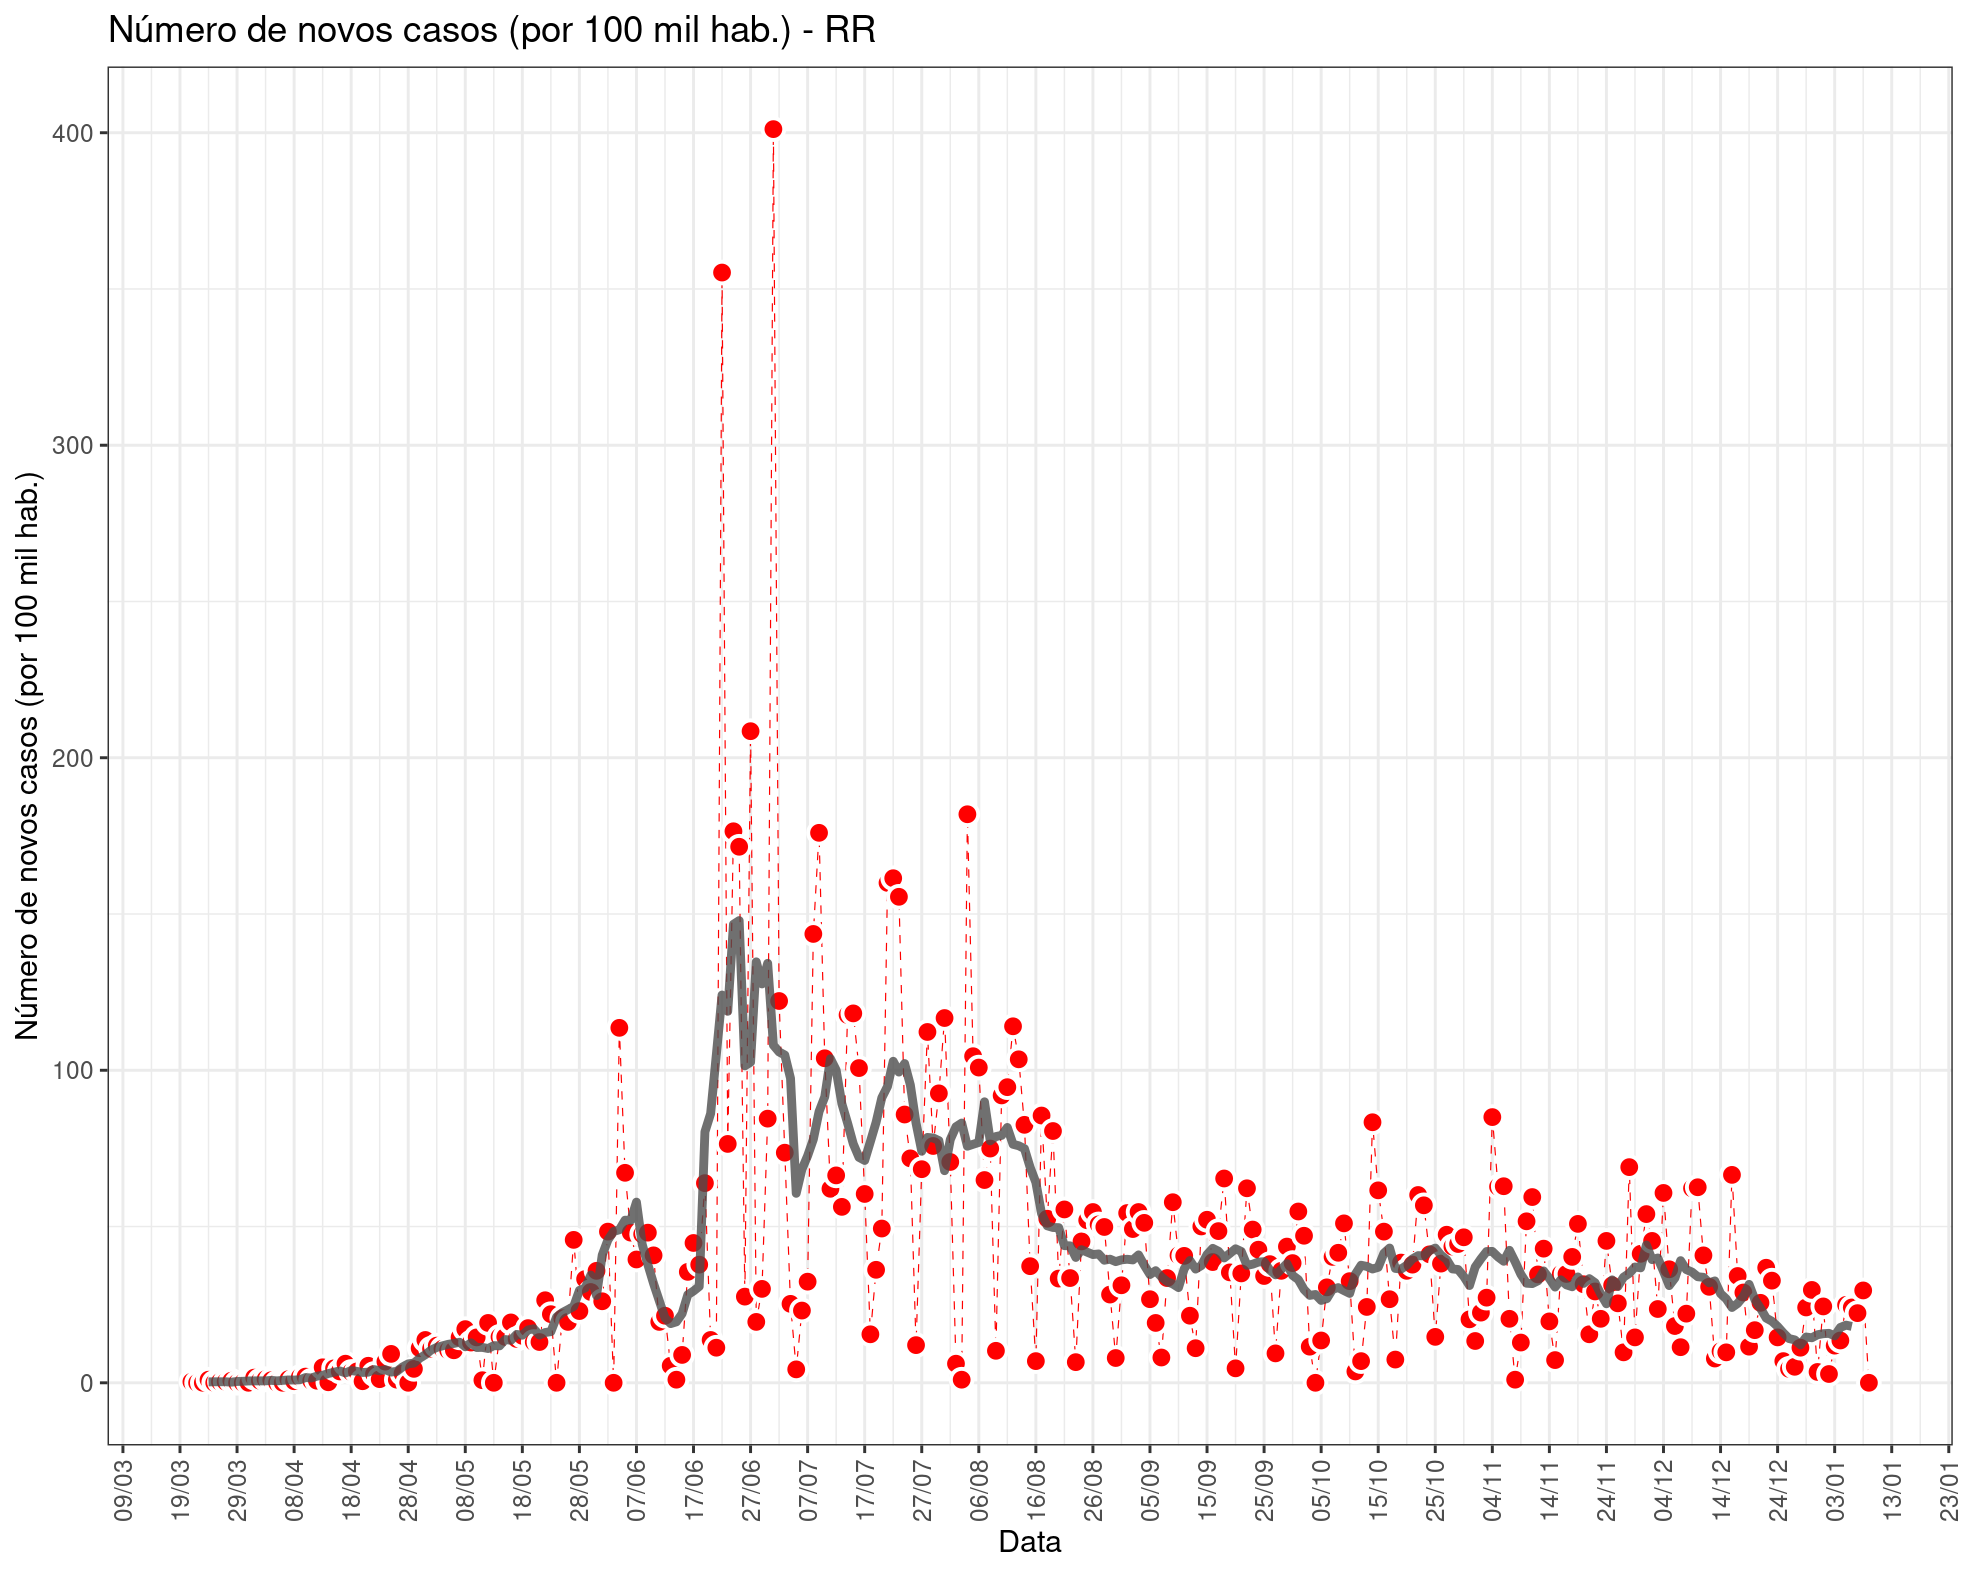 Número de novos casos (por 100 mil hab.) - RR
Número de novos casos (por 100 mil hab.)
400
300
200
100
0
09/03 19/03 29/03 08/04 18/04 28/04 08/05 18/05 28/05 07/06 17/06 27/06 07/07 17/07 27/07 06/08 16/08 26/08 05/09 15/09 25/09 05/10 15/10 25/10 04/11 14/11 24/11 04/12 14/12 24/12 03/01 13/01 23/01
Data